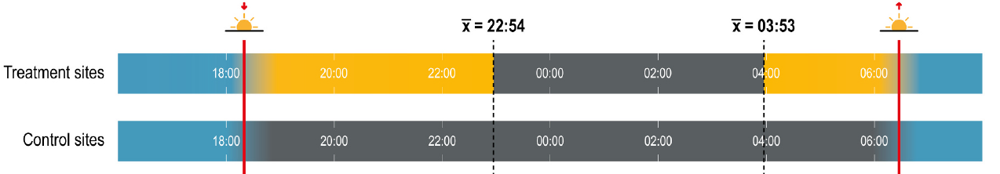 x̅ = 22:54 x̅ = 03:53
Treatment sites 18:00 20:00 22:00 00:00 02:00 04:00 06:00
Control sites 18:00 20:00 22:00 00:00 02:00 04:00 06:00